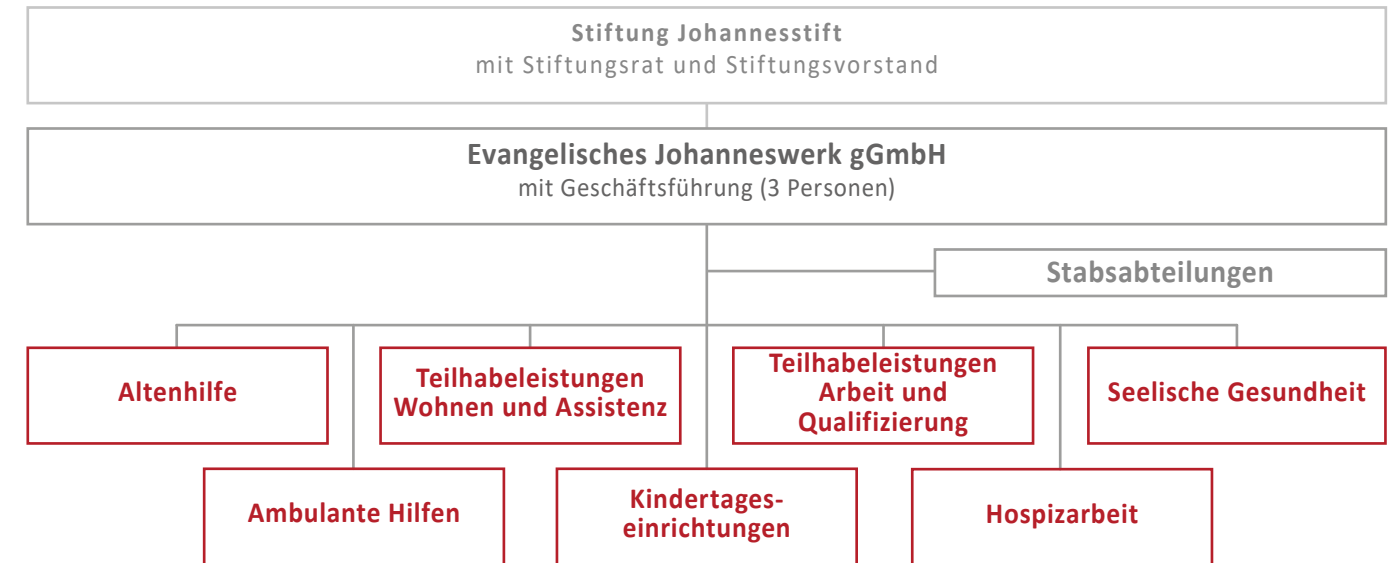 Stiftung Johannesstift
mit Stiftungsrat und Stiftungsvorstand
Evangelisches Johanneswerk gGmbH
mit Geschäftsführung (3 Personen)
Stabsabteilungen
Altenhilfe
Teilhabeleistungen
Wohnen und Assistenz
Teilhabeleistungen
Arbeit und
Qualifizierung
Seelische Gesundheit
Ambulante Hilfen
Kindertages-
einrichtungen
Hospizarbeit